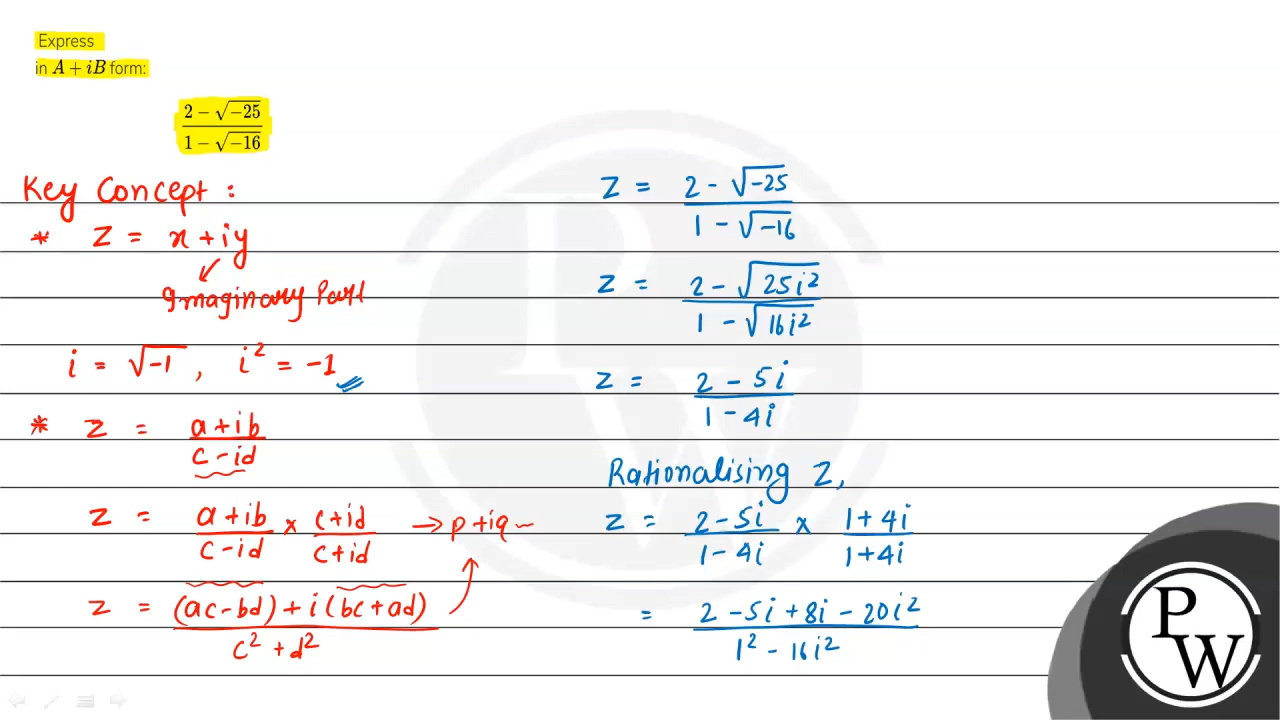 Express
in A + iB form:
(2 − √−25)/(1 − √−16)
Key Concept :
* z = x + iy
Imaginary Part
i = √−1 , i² = −1
* z = (a + ib)/(c − id)
z = (a + ib)/(c − id) × (c + id)/(c + id) → p + iq
z = ((ac − bd) + i(bc + ad))/(c² + d²)
z = (2 − √−25)/(1 − √−16)
z = (2 − √25i²)/(1 − √16i²)
z = (2 − 5i)/(1 − 4i)
Rationalising z,
z = (2 − 5i)/(1 − 4i) × (1 + 4i)/(1 + 4i)
= (2 − 5i + 8i − 20i²)/(1² − 16i²)
PW
PW